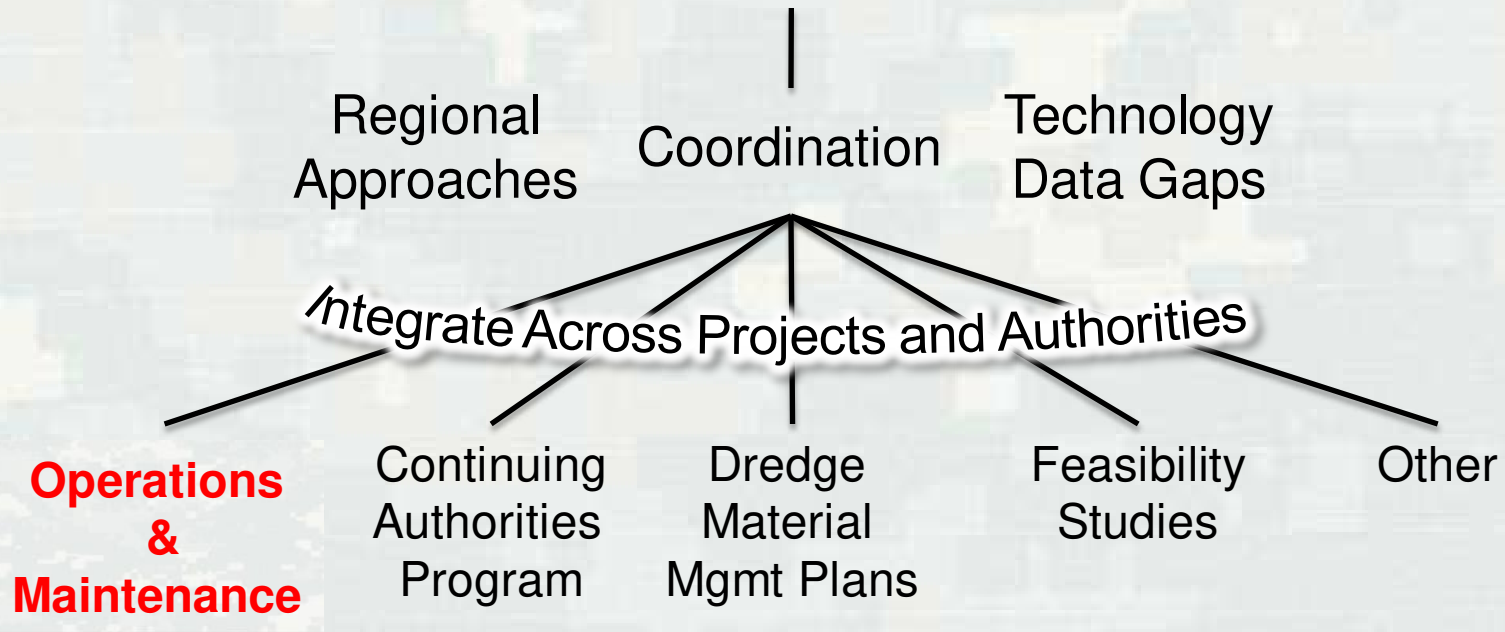 Regional
Approaches
Coordination
Technology
Data Gaps
Integrate Across Projects and Authorities
Operations
&
Maintenance
Continuing
Authorities
Program
Dredge
Material
Mgmt Plans
Feasibility
Studies
Other